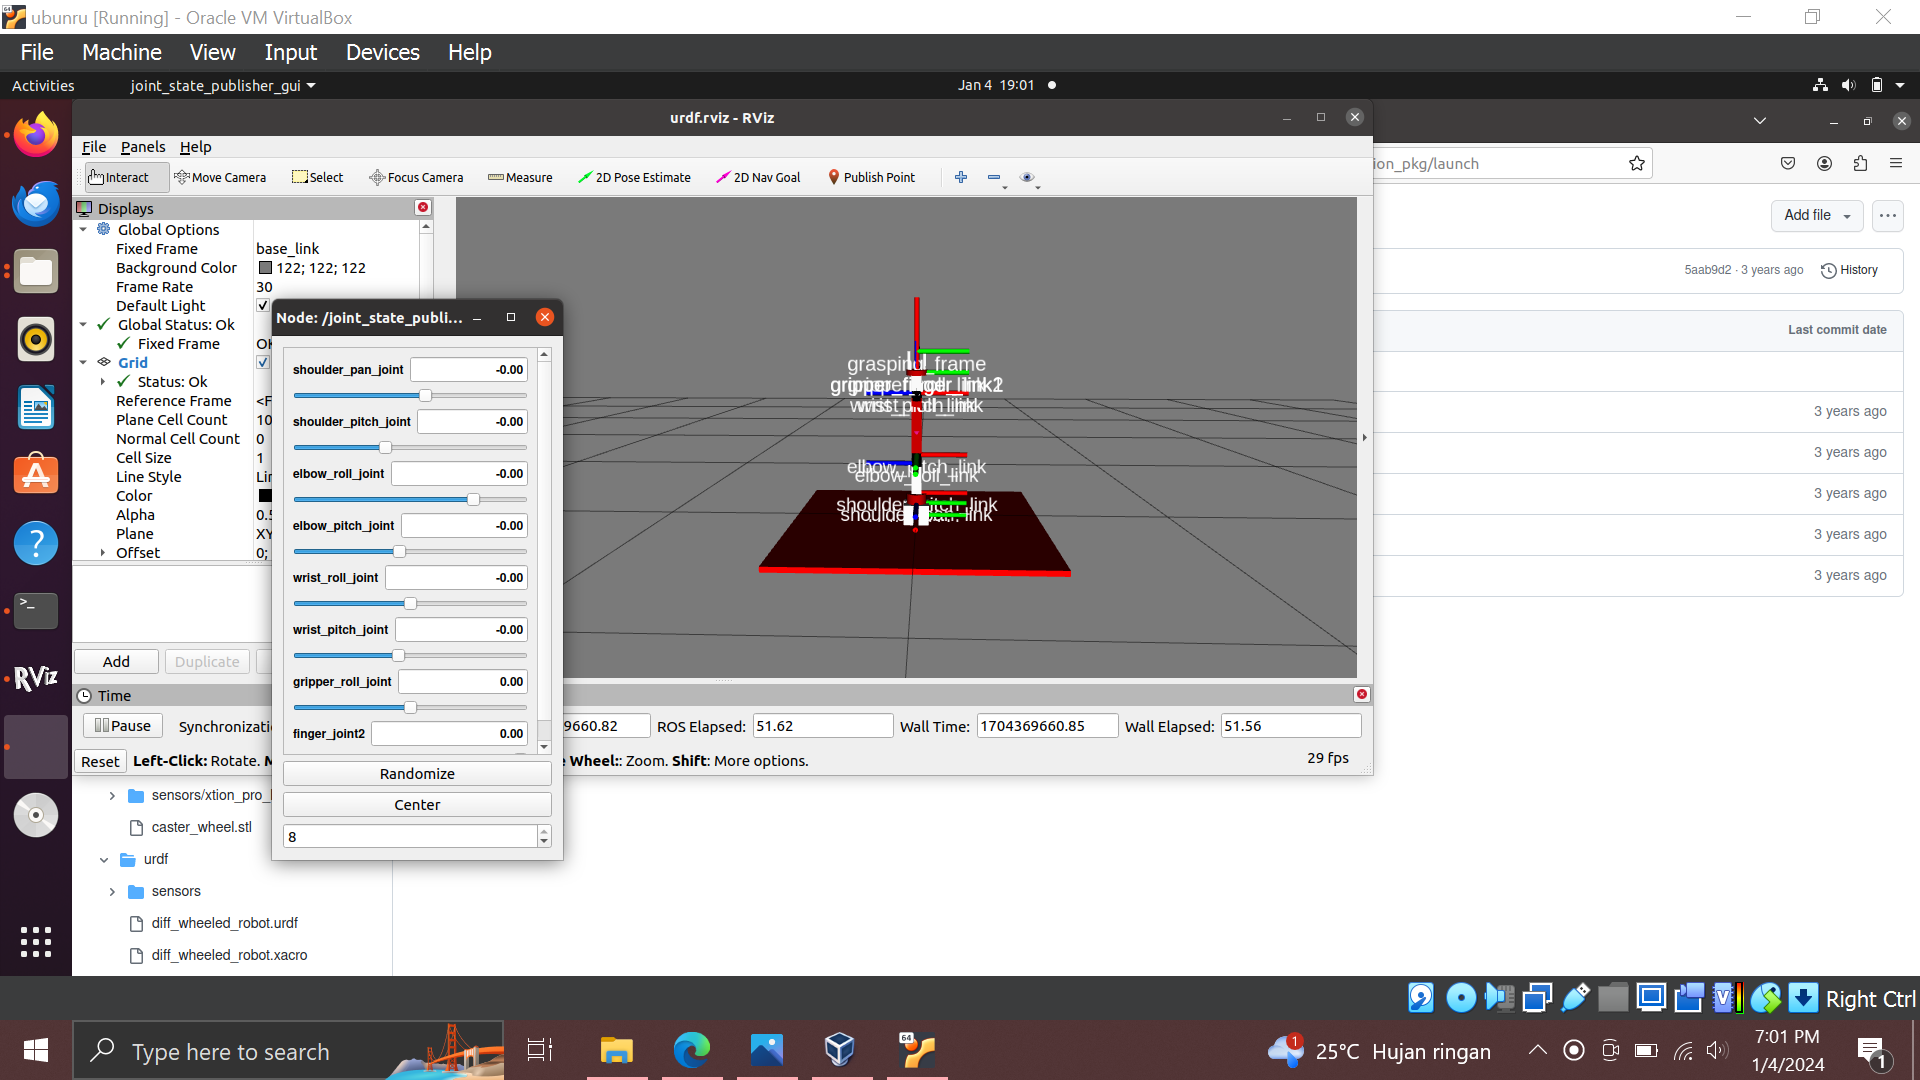 ubunru [Running] - Oracle VM VirtualBox
File Machine View Input Devices Help
Activities joint_state_publisher_gui Jan 4 19:01
urdf.rviz - RViz
File Panels Help
Interact Move Camera Select Focus Camera Measure 2D Pose Estimate 2D Nav Goal Publish Point
ion_pkg/launch
Displays
Global Options
Fixed Frame base_link
Background Color 122; 122; 122
Frame Rate 30
Default Light
Global Status: Ok
Fixed Frame
Grid
Status: Ok
Reference Frame
Plane Cell Count 10
Normal Cell Count 0
Cell Size 1
Line Style
Color
Alpha 0.5
Plane XY
Offset 0;
Add Duplicate
Node: /joint_state_publi...
shoulder_pan_joint -0.00
shoulder_pitch_joint -0.00
elbow_roll_joint -0.00
elbow_pitch_joint -0.00
wrist_roll_joint -0.00
wrist_pitch_joint -0.00
gripper_roll_joint 0.00
finger_joint2 0.00
Randomize
Center
8
grasping_frame
elbow_pitch_link
elbow_roll_link
Add file
5aab9d2 · 3 years ago History
Last commit date
3 years ago
3 years ago
3 years ago
3 years ago
3 years ago
Time
Pause 9660.82 ROS Elapsed: 51.62 Wall Time: 1704369660.85 Wall Elapsed: 51.56
Reset Left-Click: Rotate. Wheel:: Zoom. Shift: More options. 29 fps
caster_wheel.stl
urdf
sensors
diff_wheeled_robot.urdf
diff_wheeled_robot.xacro
RViz
Right Ctrl
Type here to search
64
1
25°C Hujan ringan
7:01 PM
1/4/2024
1